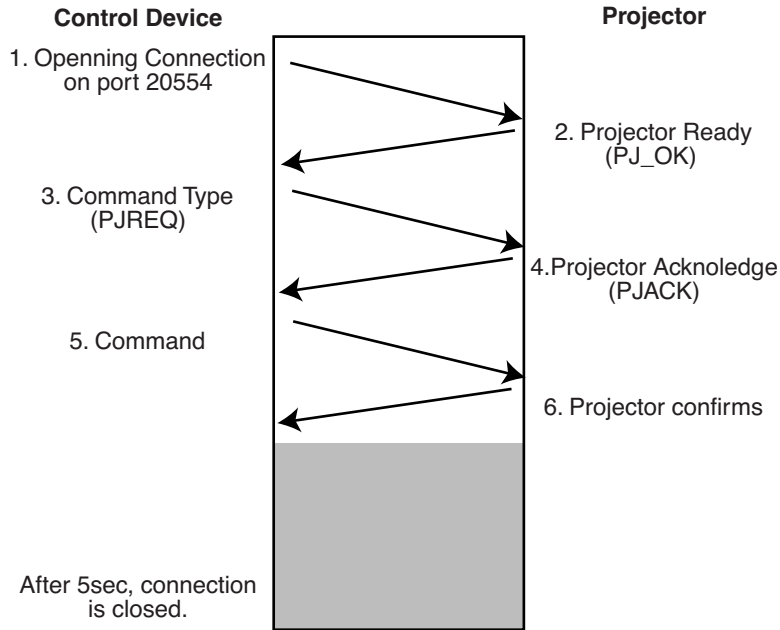 Control Device
Projector
1. Openning Connection
on port 20554
2. Projector Ready
(PJ_OK)
3. Command Type
(PJREQ)
4.Projector Acknoledge
(PJACK)
5. Command
6. Projector confirms
After 5sec, connection
is closed.